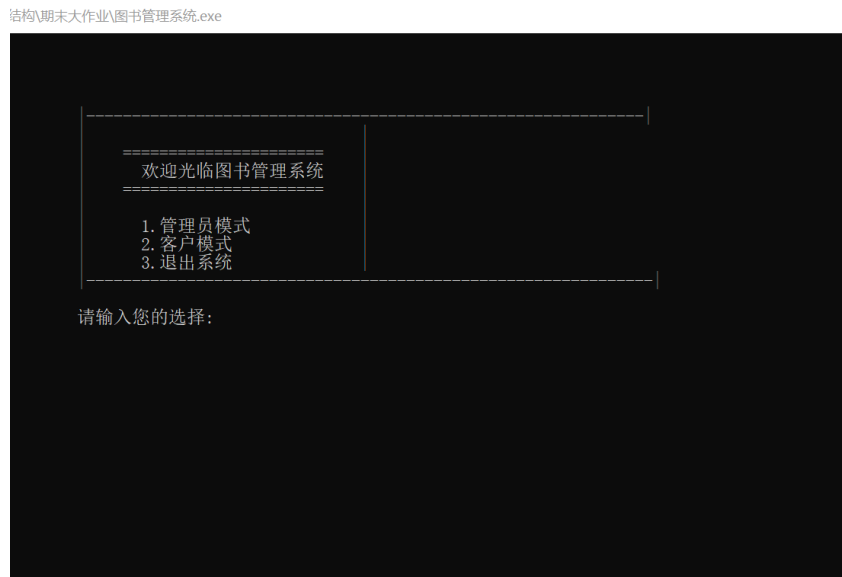 结构\期末大作业\图书管理系统.exe
|-------------------------------------------------------------|
======================
欢迎光临图书管理系统
======================
1.管理员模式
2.客户模式
3.退出系统
|--------------------------------------------------------------|
请输入您的选择: